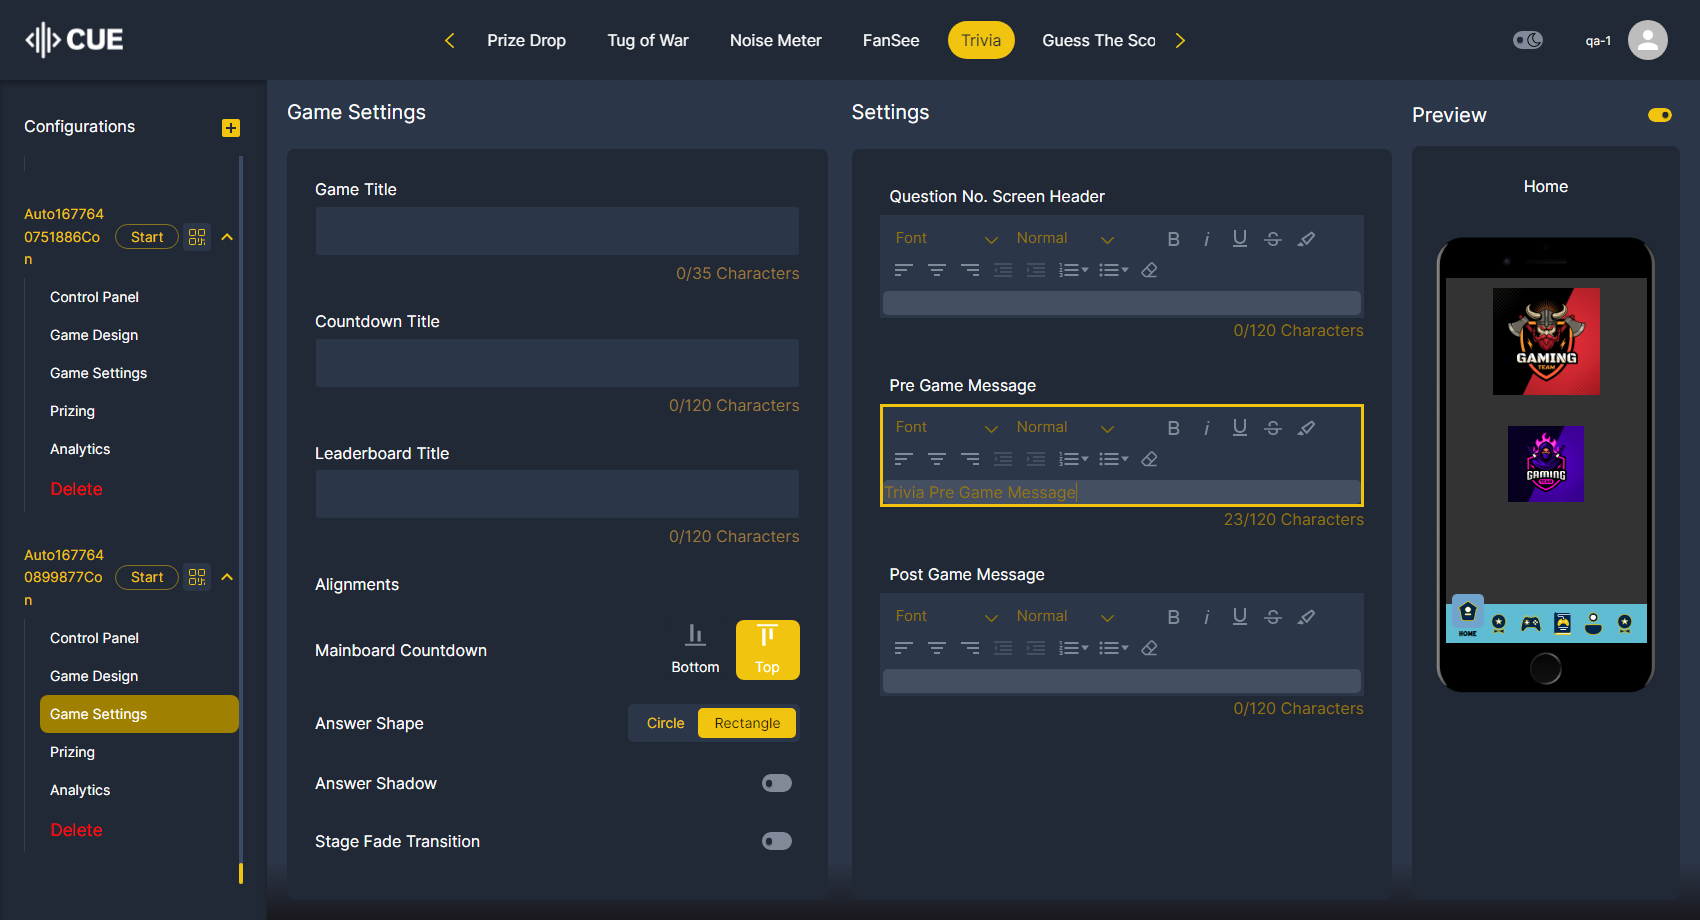 CUE
Prize Drop
Tug of War
Noise Meter
FanSee
Trivia
Guess The Sco
qa-1
Configurations
Auto167764
0751886Co
n
Start
Control Panel
Game Design
Game Settings
Prizing
Analytics
Delete
Auto167764
0899877Co
n
Start
Control Panel
Game Design
Game Settings
Prizing
Analytics
Delete
Game Settings
Game Title
0/35 Characters
Countdown Title
0/120 Characters
Leaderboard Title
0/120 Characters
Alignments
Mainboard Countdown
Bottom
Top
Answer Shape
Circle
Rectangle
Answer Shadow
Stage Fade Transition
Settings
Question No. Screen Header
Font
Normal
B i U S
0/120 Characters
Pre Game Message
Font
Normal
B i U S
Trivia Pre Game Message
23/120 Characters
Post Game Message
Font
Normal
B i U S
0/120 Characters
Preview
Home
GAMING
TEAM
GAMING
TEAM
HOME